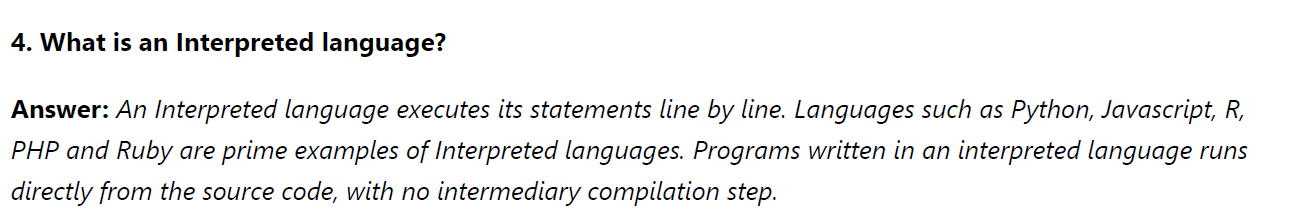 4. What is an Interpreted language?
Answer: An Interpreted language executes its statements line by line. Languages such as Python, Javascript, R,
PHP and Ruby are prime examples of Interpreted languages. Programs written in an interpreted language runs
directly from the source code, with no intermediary compilation step.